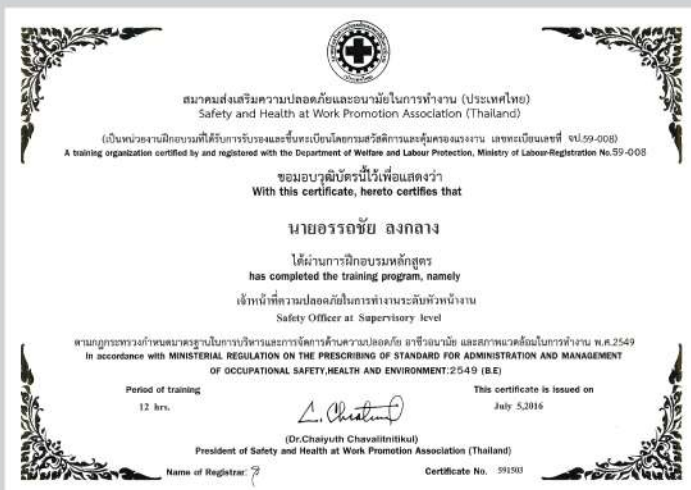 สมาคมส่งเสริมความปลอดภัยและอนามัยในการทำงาน (ประเทศไทย)
Safety and Health at Work Promotion Association (Thailand)
(เป็นหน่วยงานฝึกอบรมที่ได้รับการรับรองและขึ้นทะเบียนโดยกรมสวัสดิการและคุ้มครองแรงงาน เลขทะเบียนเลขที่ จป.59-008)
A training organization certified by and registered with the Department of Welfare and Labour Protection, Ministry of Labour-Registration No.59-008
ขอมอบวุฒิบัตรนี้ไว้เพื่อแสดงว่า
With this certificate, hereto certifies that
นายอรรถชัย ลงกลาง
ได้ผ่านการฝึกอบรมหลักสูตร
has completed the training program, namely
เจ้าหน้าที่ความปลอดภัยในการทำงานระดับหัวหน้างาน
Safety Officer at Supervisory level
ตามกฎกระทรวงกำหนดมาตรฐานในการบริหารและการจัดการด้านความปลอดภัย อาชีวอนามัย และสภาพแวดล้อมในการทำงาน พ.ศ.2549
In accordance with MINISTERIAL REGULATION ON THE PRESCRIBING OF STANDARD FOR ADMINISTRATION AND MANAGEMENT
OF OCCUPATIONAL SAFETY,HEALTH AND ENVIRONMENT:2549 (B.E)
Period of training
12 hrs.
This certificate is issued on
July 5,2016
(Dr.Chaiyuth Chavalitnitikul)
President of Safety and Health at Work Promotion Association (Thailand)
Name of Registrar:
Certificate No. 591503